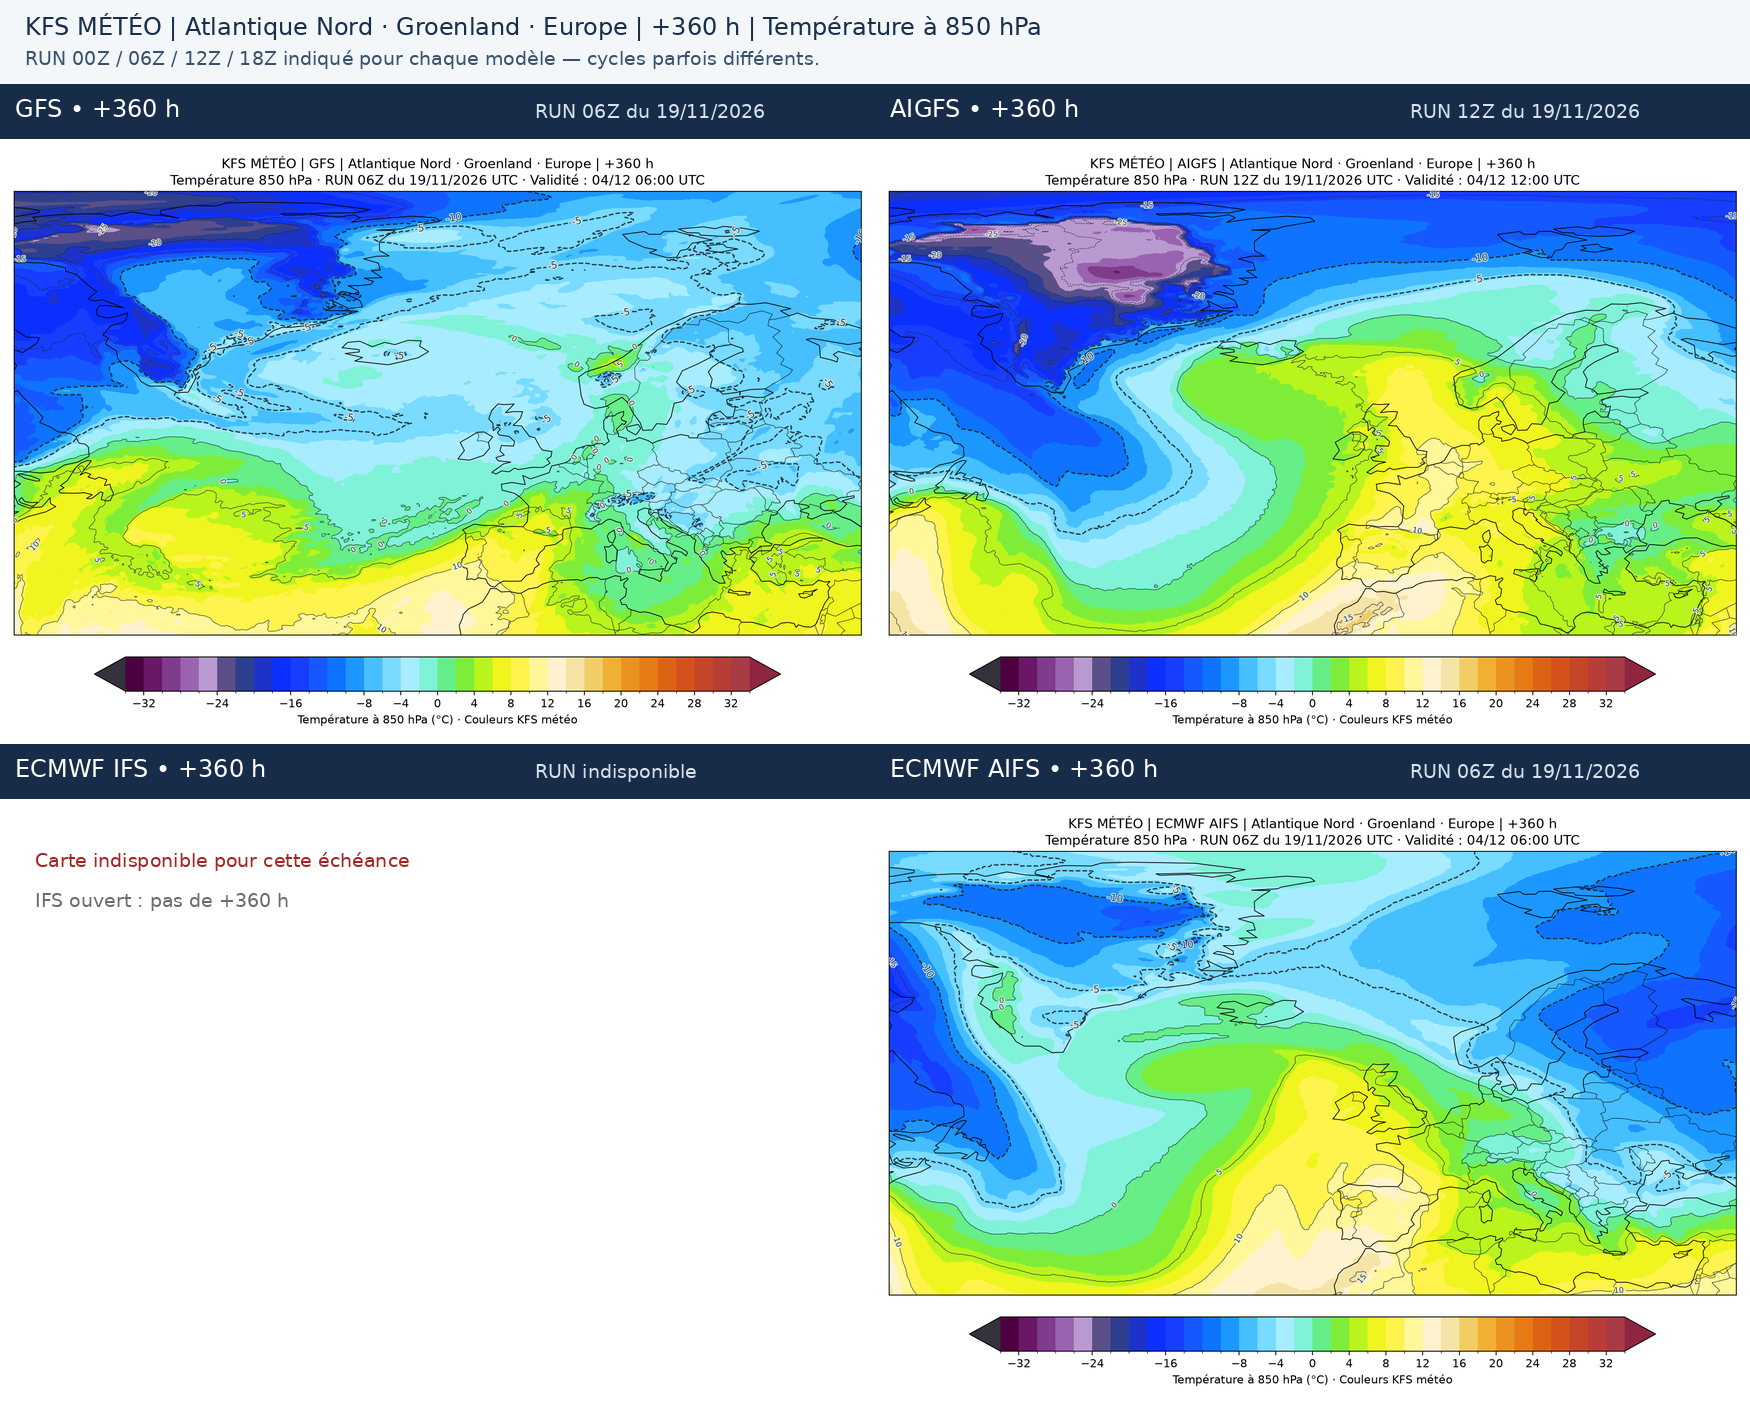 KFS MÉTÉO | Atlantique Nord · Groenland · Europe | +360 h | Température à 850 hPa
RUN 00Z / 06Z / 12Z / 18Z indiqué pour chaque modèle — cycles parfois différents.
GFS • +360 h
RUN 06Z du 19/11/2026
KFS MÉTÉO | GFS | Atlantique Nord · Groenland · Europe | +360 h
Température 850 hPa · RUN 06Z du 19/11/2026 UTC · Validité : 04/12 06:00 UTC
−32 −24 −16 −8 −4 0 4 8 12 16 20 24 28 32
Température à 850 hPa (°C) · Couleurs KFS météo
AIGFS • +360 h
RUN 12Z du 19/11/2026
KFS MÉTÉO | AIGFS | Atlantique Nord · Groenland · Europe | +360 h
Température 850 hPa · RUN 12Z du 19/11/2026 UTC · Validité : 04/12 12:00 UTC
−32 −24 −16 −8 −4 0 4 8 12 16 20 24 28 32
Température à 850 hPa (°C) · Couleurs KFS météo
ECMWF IFS • +360 h
RUN indisponible
Carte indisponible pour cette échéance
IFS ouvert : pas de +360 h
ECMWF AIFS • +360 h
RUN 06Z du 19/11/2026
KFS MÉTÉO | ECMWF AIFS | Atlantique Nord · Groenland · Europe | +360 h
Température 850 hPa · RUN 06Z du 19/11/2026 UTC · Validité : 04/12 06:00 UTC
−32 −24 −16 −8 −4 0 4 8 12 16 20 24 28 32
Température à 850 hPa (°C) · Couleurs KFS météo